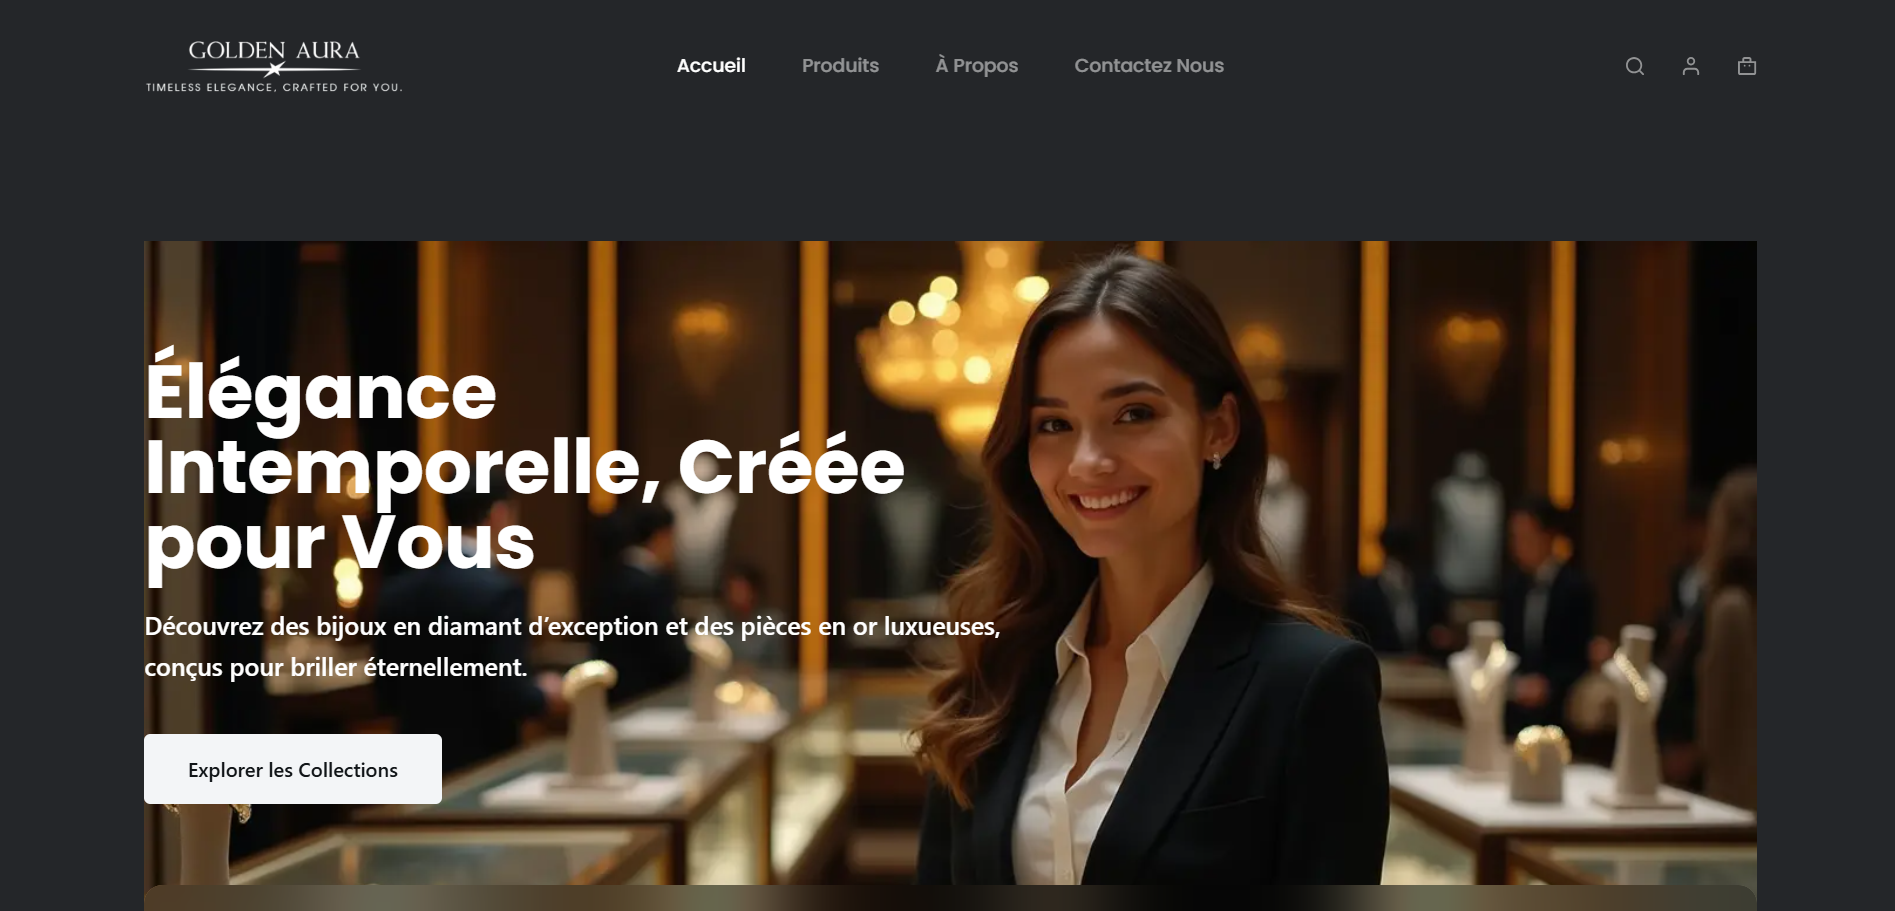 GOLDEN AURA
TIMELESS ELEGANCE, CRAFTED FOR YOU.
Accueil
Produits
À Propos
Contactez Nous
Élégance
Intemporelle, Créée
pour Vous
Découvrez des bijoux en diamant d’exception et des pièces en or luxueuses,
conçus pour briller éternellement.
Explorer les Collections